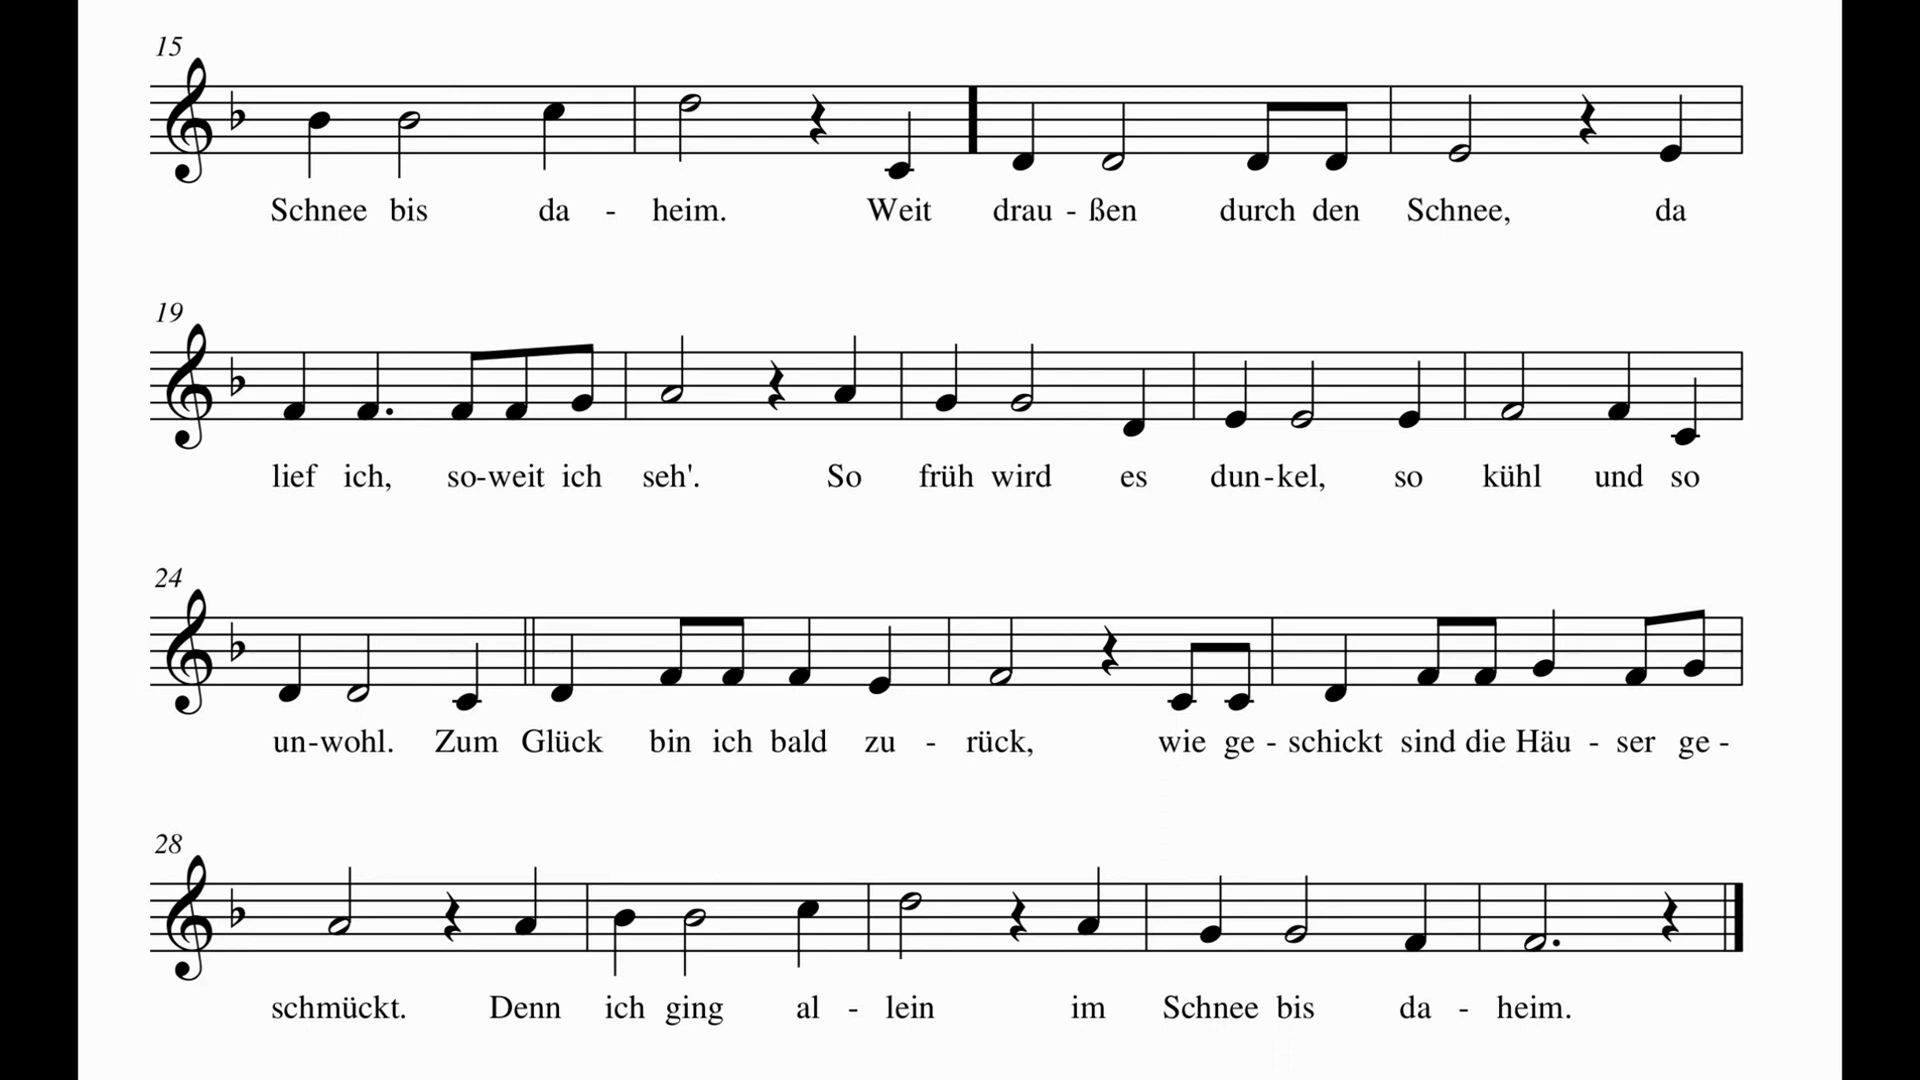 15
Schnee bis da - heim. Weit drau - ßen durch den Schnee, da
19
lief ich, so-weit ich seh'. So früh wird es dun-kel, so kühl und so
24
un-wohl. Zum Glück bin ich bald zu - rück, wie ge - schickt sind die Häu - ser ge -
28
schmückt. Denn ich ging al - lein im Schnee bis da - heim.